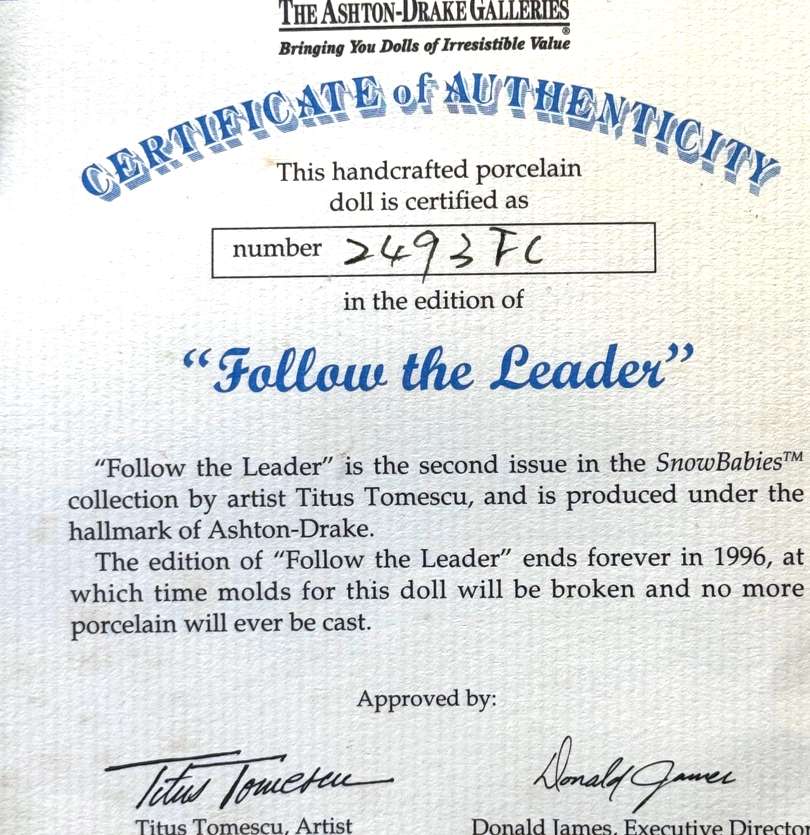 THE ASHTON-DRAKE GALLERIES®
Bringing You Dolls of Irresistible Value
CERTIFICATE of AUTHENTICITY
This handcrafted porcelain
doll is certified as
number 2493 FC
in the edition of
“Follow the Leader”
“Follow the Leader” is the second issue in the SnowBabies™
collection by artist Titus Tomescu, and is produced under the
hallmark of Ashton-Drake.
The edition of “Follow the Leader” ends forever in 1996, at
which time molds for this doll will be broken and no more
porcelain will ever be cast.
Approved by:
Titus Tomescu Donald James
Titus Tomescu, Artist Donald James, Executive Director